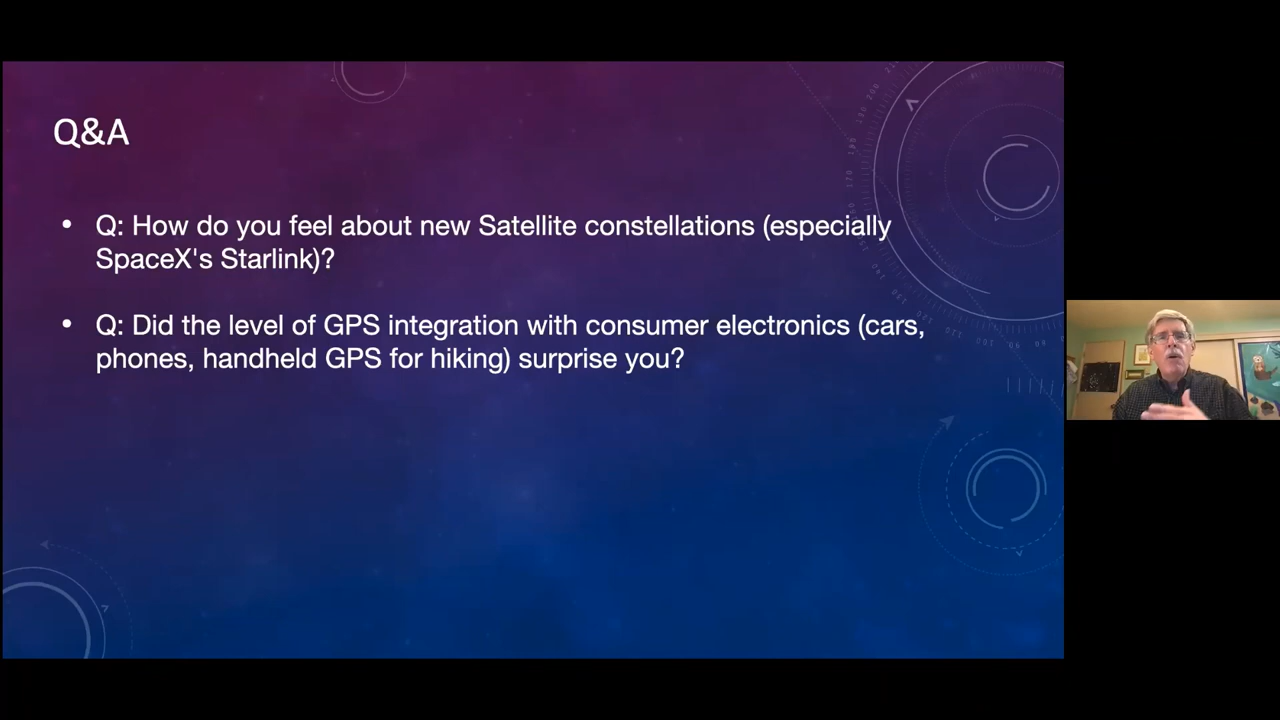 Q&A
• Q: How do you feel about new Satellite constellations (especially
SpaceX's Starlink)?
• Q: Did the level of GPS integration with consumer electronics (cars,
phones, handheld GPS for hiking) surprise you?